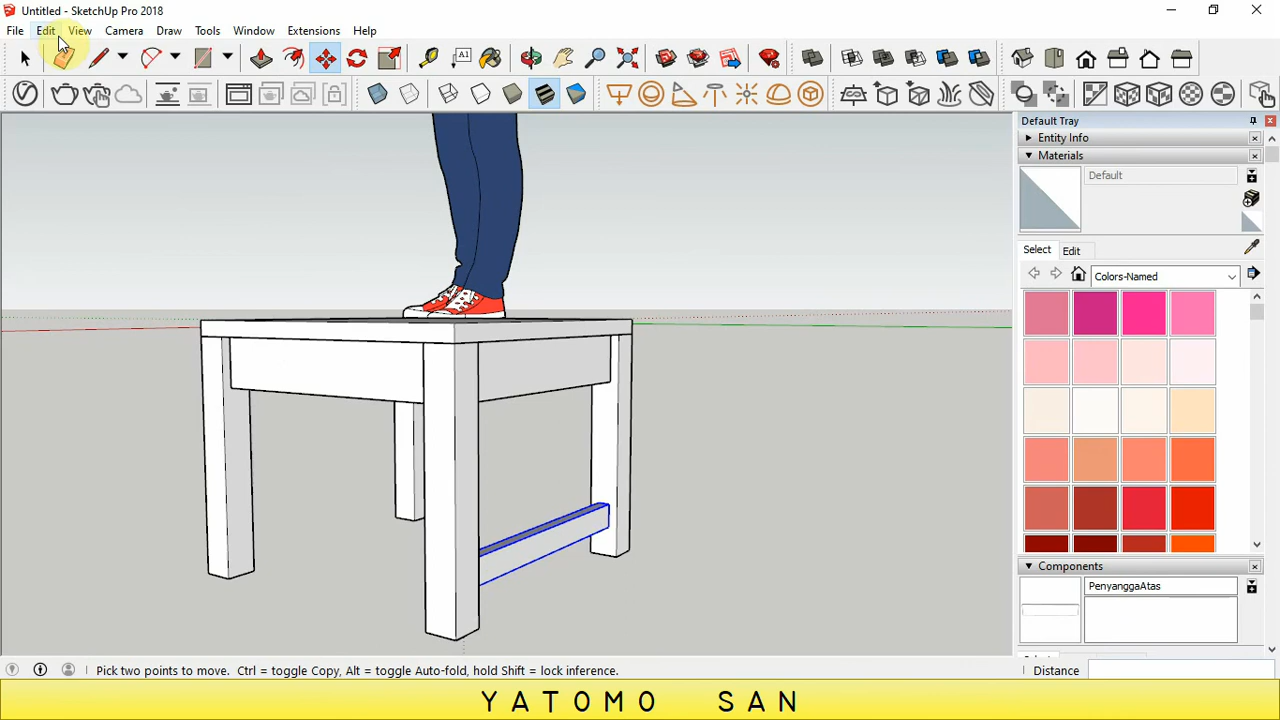 Untitled - SketchUp Pro 2018
File Edit View Camera Draw Tools Window Extensions Help
A1
Default Tray
Entity Info
Materials
Default
Select Edit
Colors-Named
Components
PenyanggaAtas
Pick two points to move. Ctrl = toggle Copy, Alt = toggle Auto-fold, hold Shift = lock inference.
Distance
YATOMO SAN